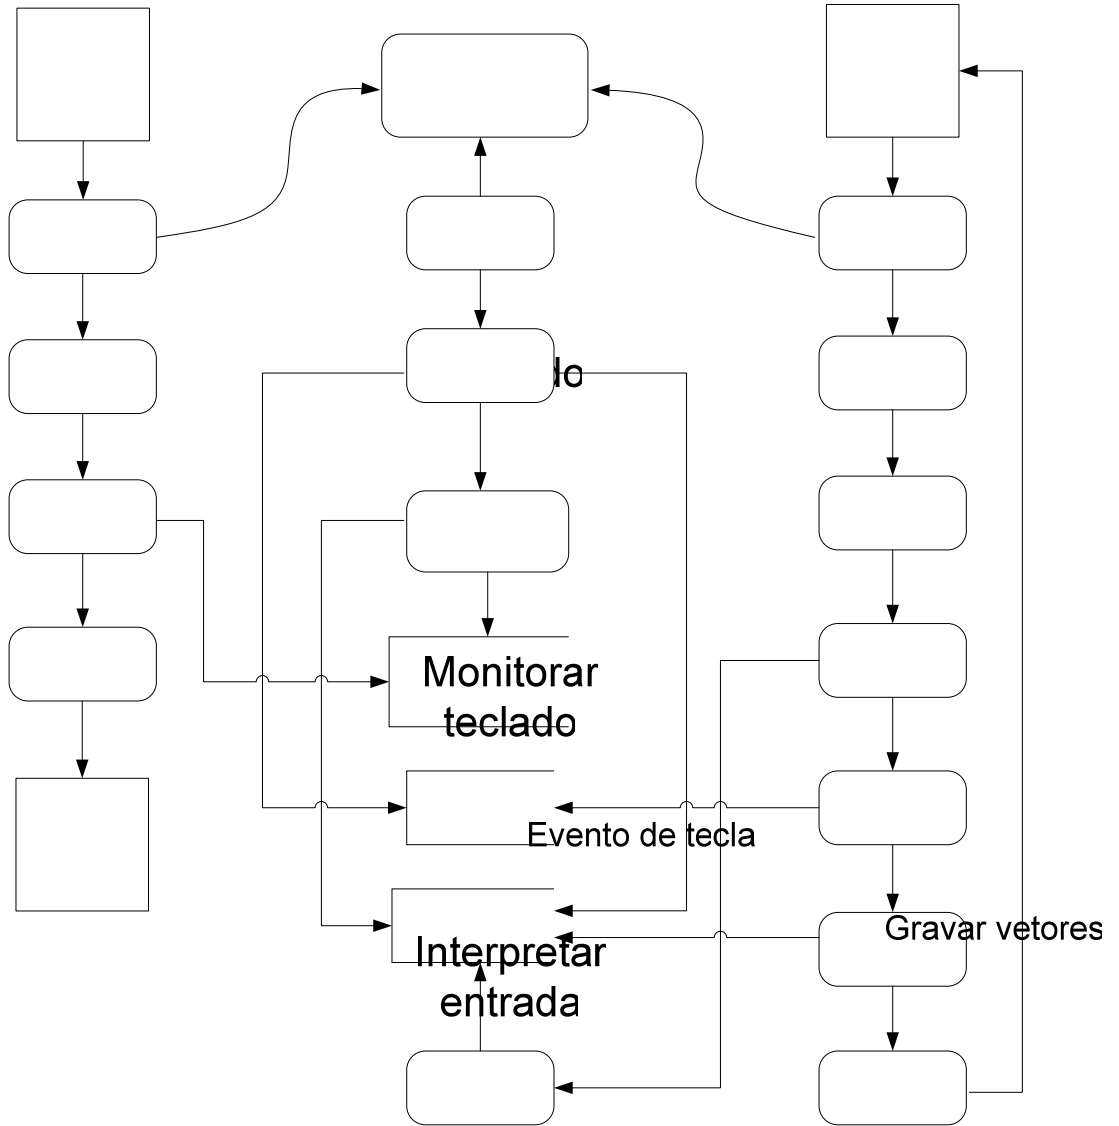 Monitorar
teclado
Evento de tecla
Gravar vetores
Interpretar
entrada